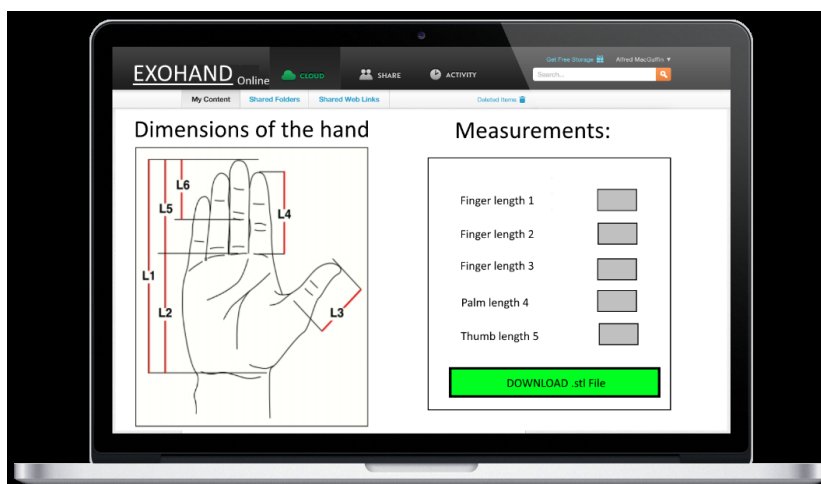 EXOHAND Online
CLOUD
SHARE
ACTIVITY
Get Free Storage
Alfred MacGuffin
Search...
My Content
Shared Folders
Shared Web Links
Deleted Items
Dimensions of the hand
Measurements:
L6
L5
L4
L1
L2
L3
Finger length 1
Finger length 2
Finger length 3
Palm length 4
Thumb length 5
DOWNLOAD .stl File